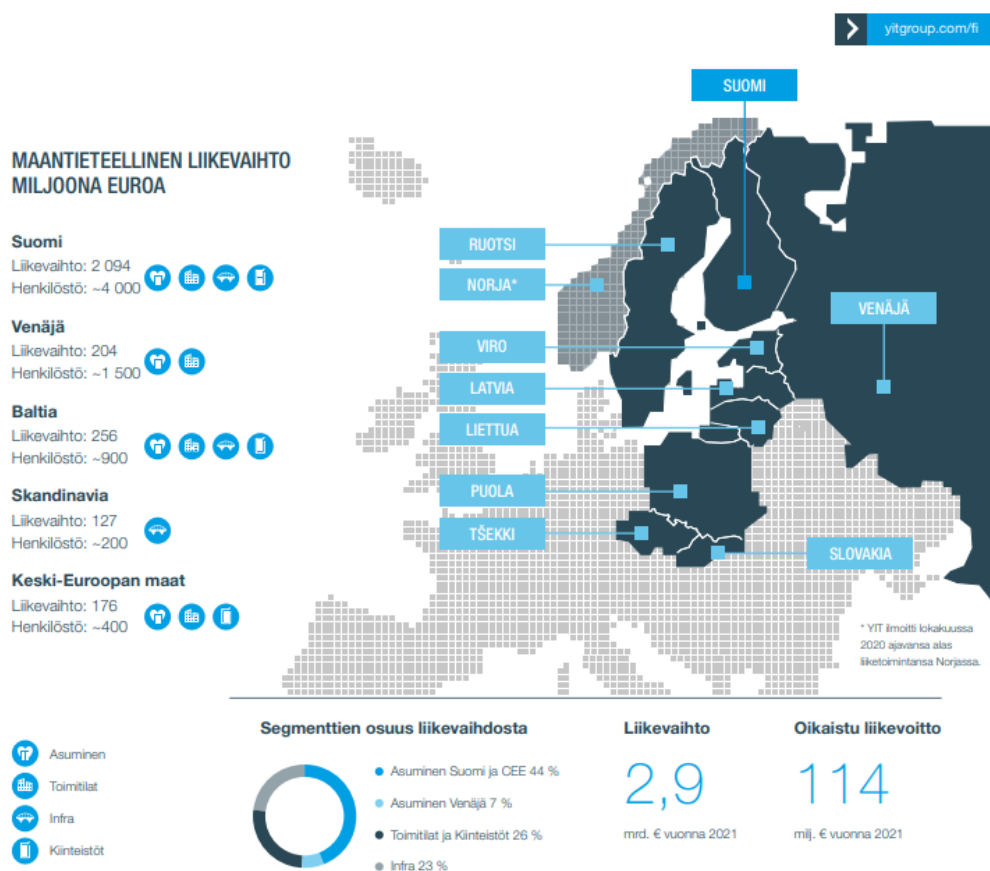 yitgroup.com/fi
MAANTIETEELLINEN LIIKEVAIHTO
MILJOONA EUROA
Suomi
Liikevaihto: 2 094
Henkilöstö: ~4 000
Venäjä
Liikevaihto: 204
Henkilöstö: ~1 500
Baltia
Liikevaihto: 256
Henkilöstö: ~900
Skandinavia
Liikevaihto: 127
Henkilöstö: ~200
Keski-Euroopan maat
Liikevaihto: 176
Henkilöstö: ~400
SUOMI
RUOTSI
NORJA*
VENÄJÄ
VIRO
LATVIA
LIETTUA
PUOLA
TŠEKKI
SLOVAKIA
* YIT ilmoitti lokakuussa
2020 ajavansa alas
liiketoimintansa Norjassa.
Asuminen
Toimitilat
Infra
Kiinteistöt
Segmenttien osuus liikevaihdosta
Asuminen Suomi ja CEE 44 %
Asuminen Venäjä 7 %
Toimitilat ja Kiinteistöt 26 %
Infra 23 %
Liikevaihto
2,9
mrd. € vuonna 2021
Oikaistu liikevoitto
114
milj. € vuonna 2021